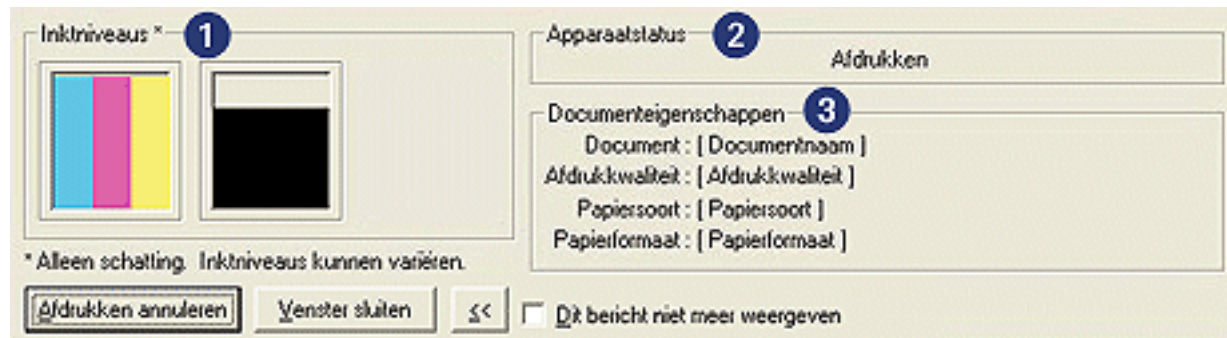 Inktniveaus * 1
Apparaatstatus 2
Afdrukken
Documenteigenschappen 3
Document : [ Documentnaam ]
Afdrukkwaliteit : [ Afdrukkwaliteit ]
Papiersoort : [ Papiersoort ]
Papierformaat : [ Papierformaat ]
* Alleen schatting. Inktniveaus kunnen variëren.
Afdrukken annuleren
Venster sluiten
<<
Dit bericht niet meer weergeven